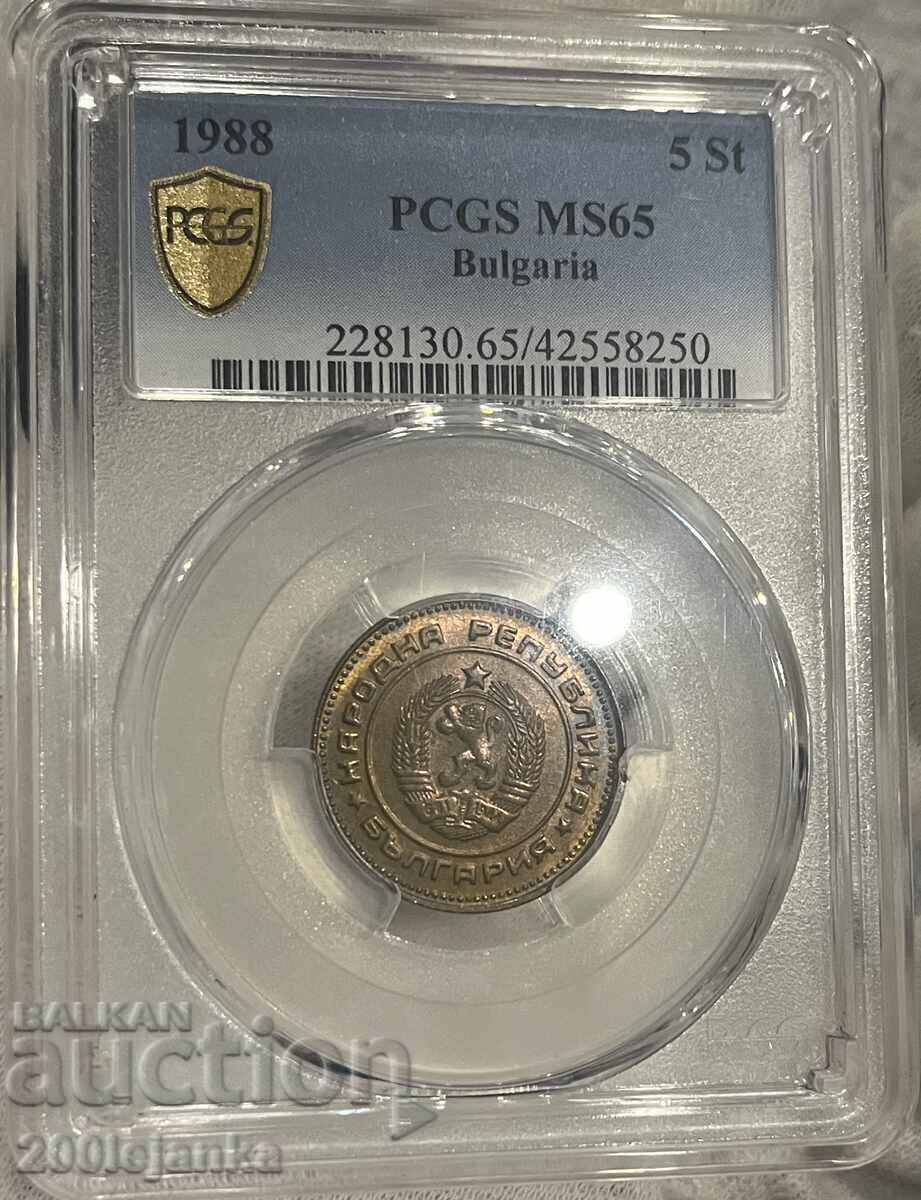 1988
5 St
PCGS
PCGS MS65
Bulgaria
228130.65/42558250
НАРОДНА РЕПУБЛИКА
БЪЛГАРИЯ
BALKAN
auction
200lejanka